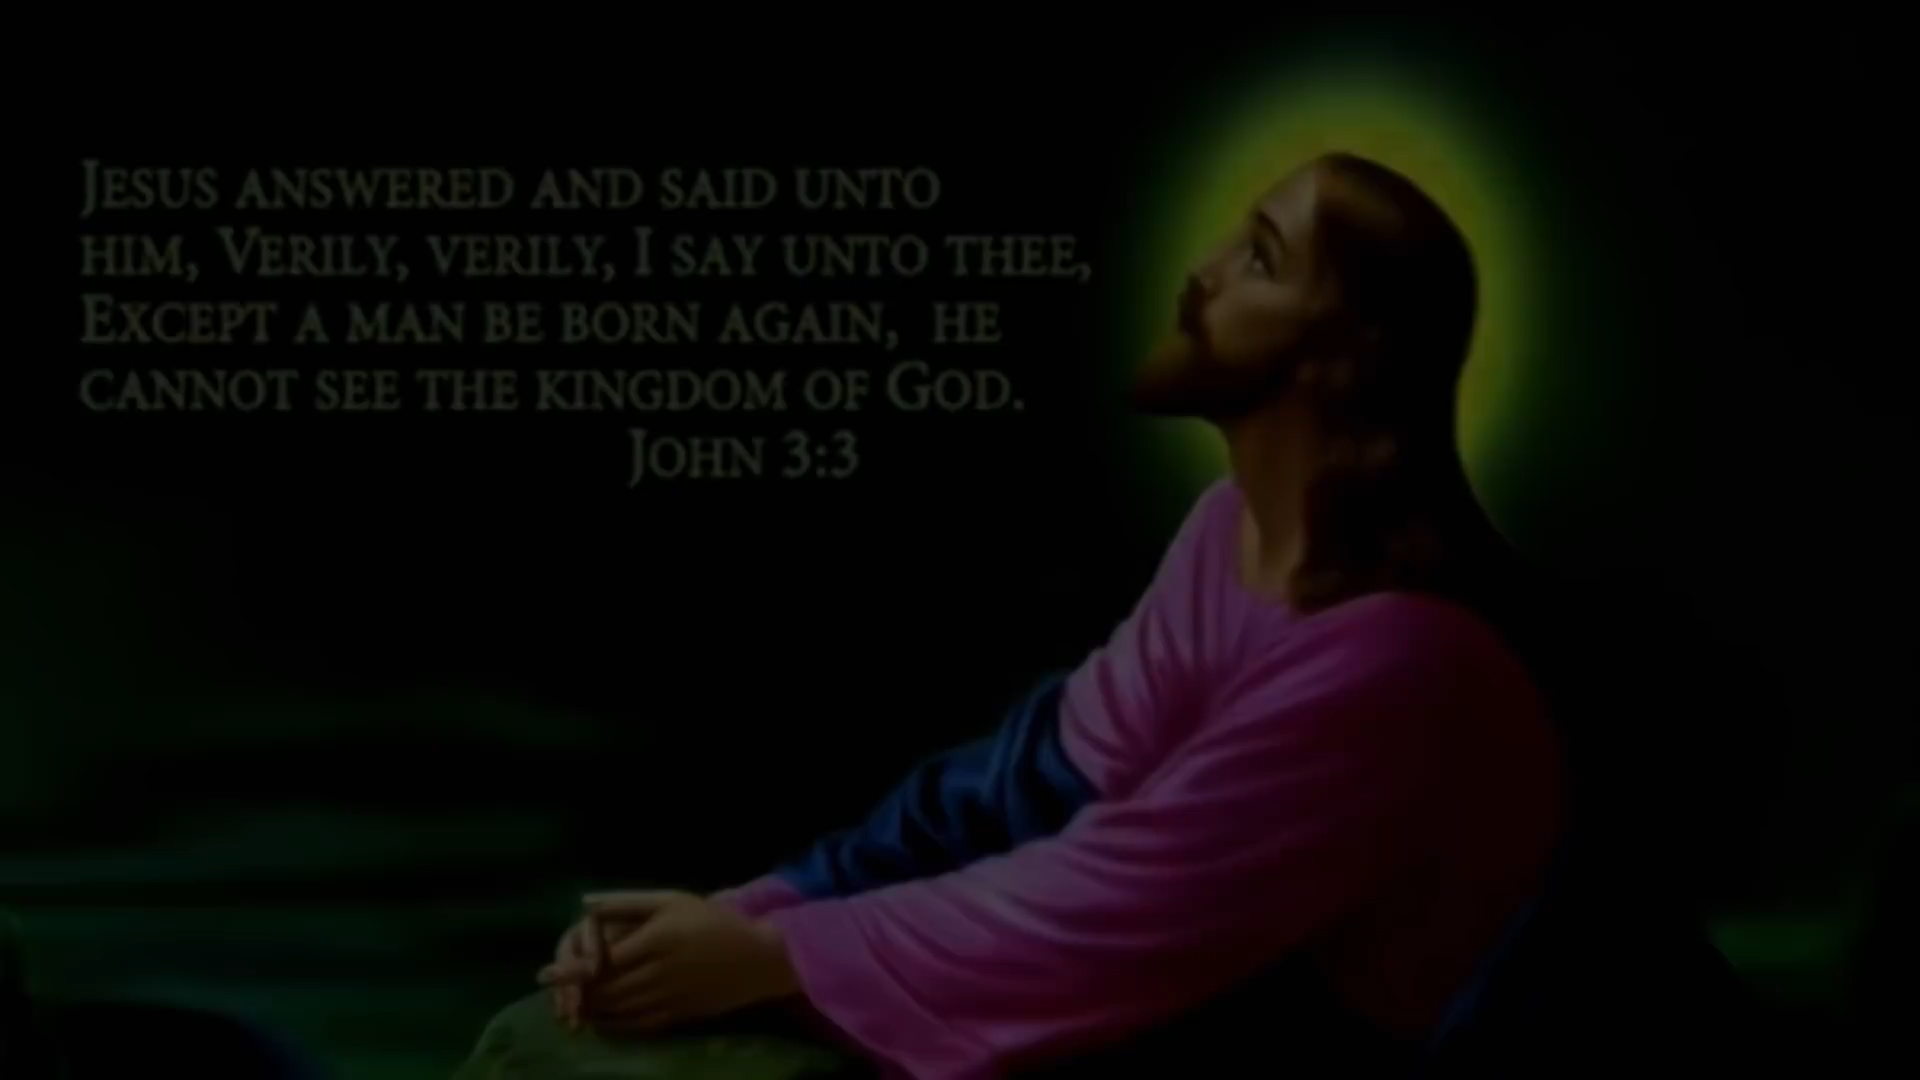 Jesus answered and said unto
him, Verily, verily, I say unto thee,
Except a man be born again, he
cannot see the kingdom of God.
John 3:3